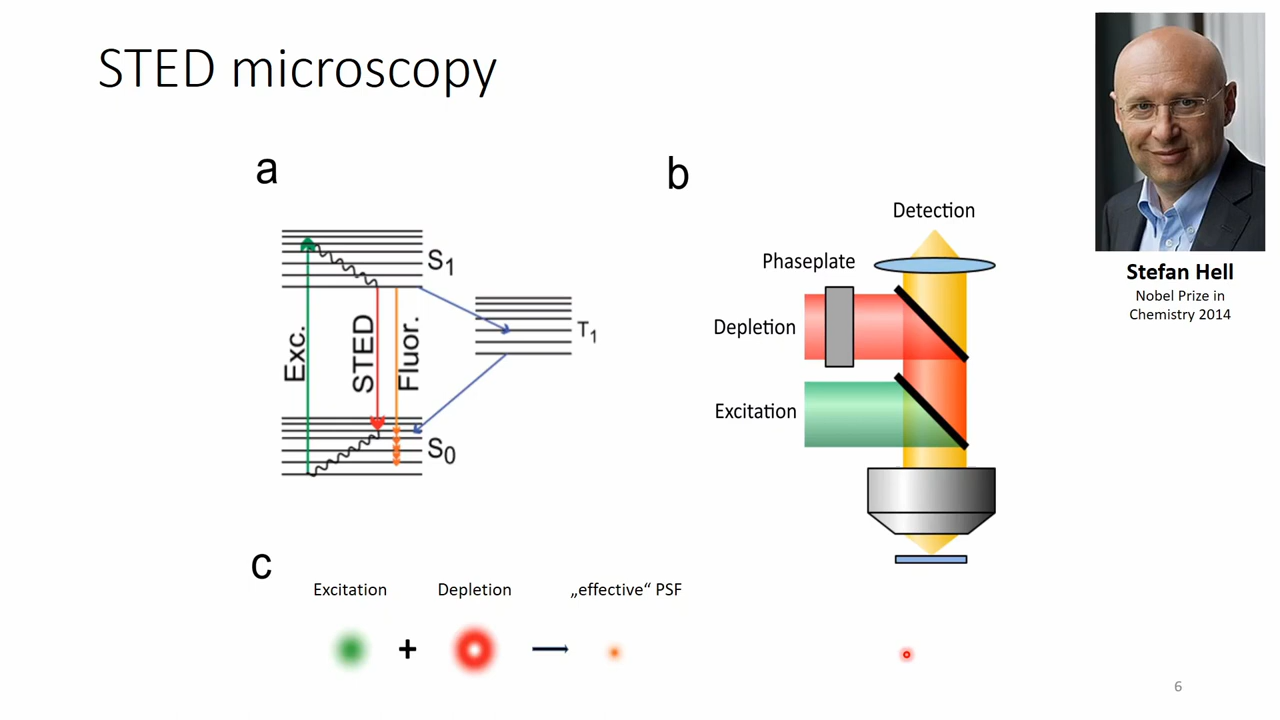 STED microscopy
a
S1
T1
Exc.
STED
Fluor.
S0
b
Detection
Phaseplate
Depletion
Excitation
Stefan Hell
Nobel Prize in
Chemistry 2014
c
Excitation
Depletion
„effective“ PSF
+
6